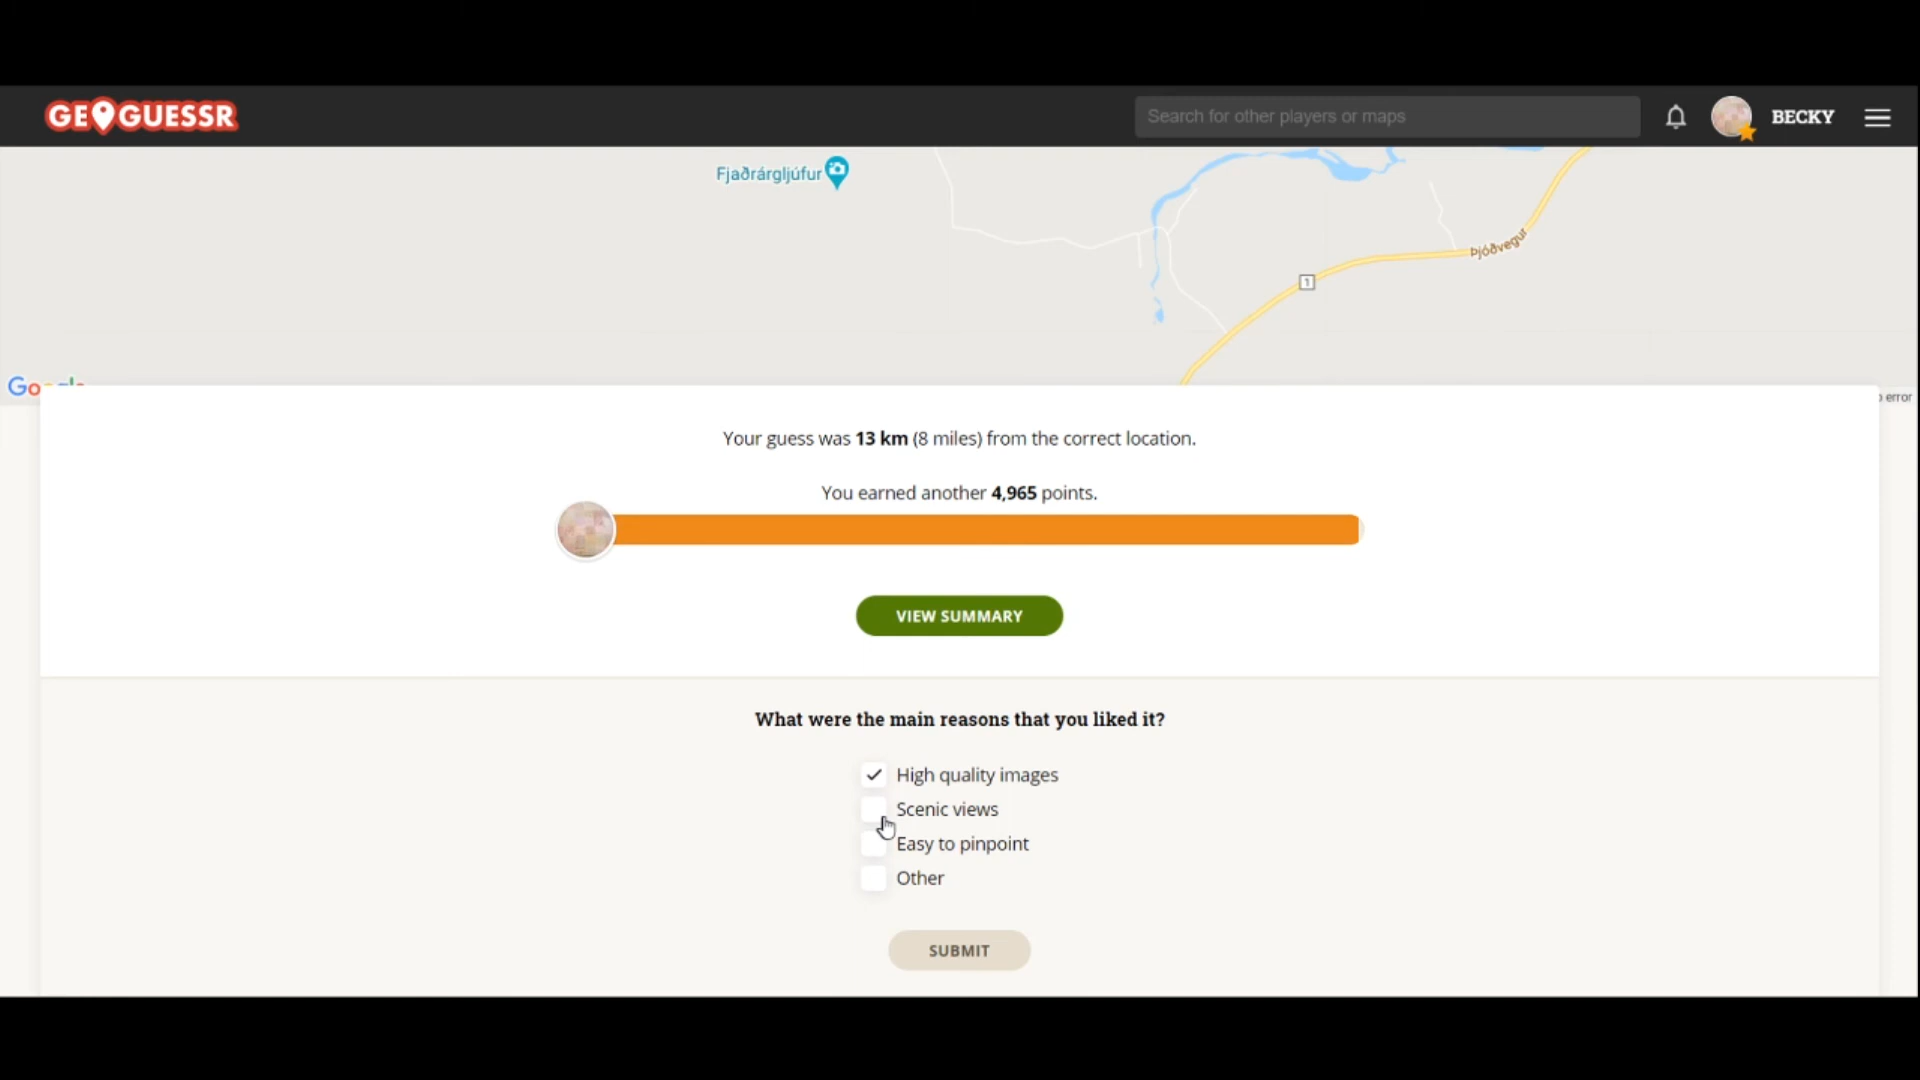 GEOGUESSR
Search for other players or maps
BECKY
Fjaðrárgljúfur
Þjóðvegur
1
Google
error
Your guess was 13 km (8 miles) from the correct location.
You earned another 4,965 points.
VIEW SUMMARY
What were the main reasons that you liked it?
High quality images
Scenic views
Easy to pinpoint
Other
SUBMIT